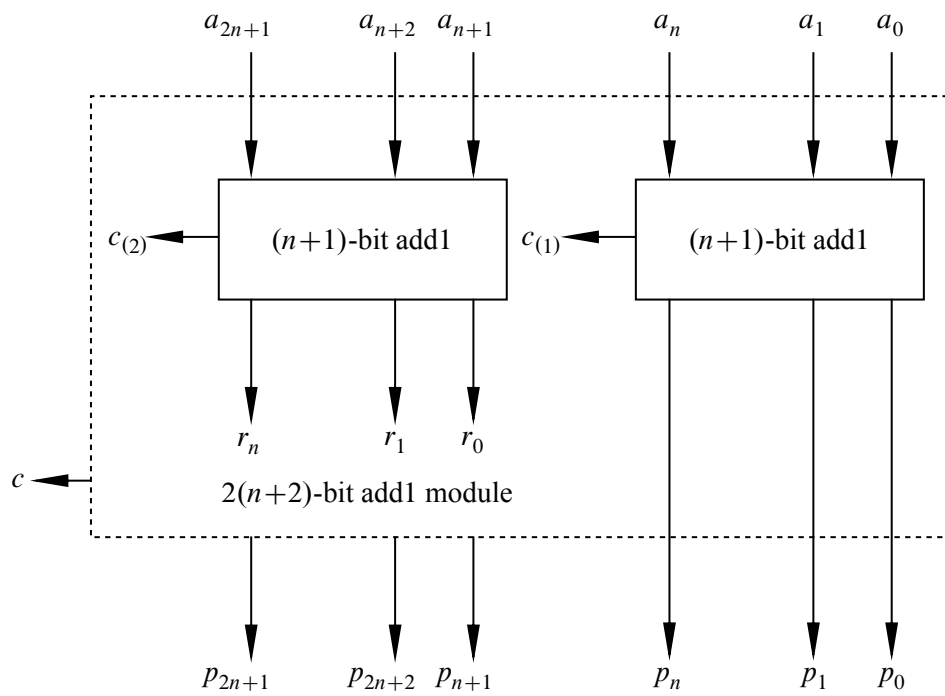 a_{2n+1} a_{n+2} a_{n+1} a_n a_1 a_0
c_{(2)} (n+1)-bit add1 c_{(1)} (n+1)-bit add1
r_n r_1 r_0
c 2(n+2)-bit add1 module
p_{2n+1} p_{2n+2} p_{n+1} p_n p_1 p_0